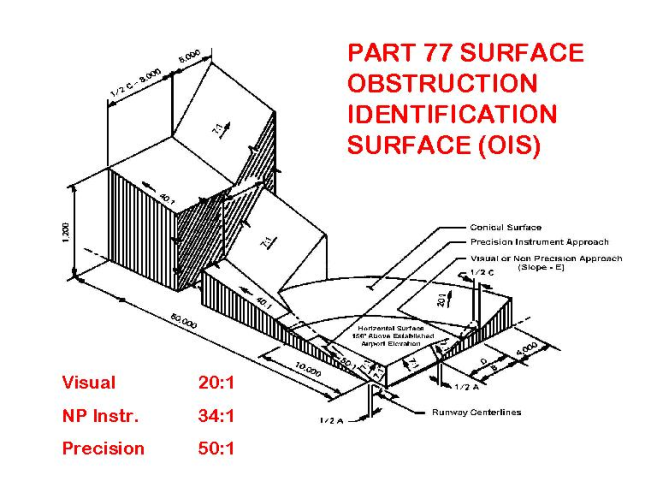 PART 77 SURFACE
OBSTRUCTION
IDENTIFICATION
SURFACE (OIS)
5,000
1/2 C - 8,000
7:1
40:1
1,200
7:1
Conical Surface
Precision Instrument Approach
Visual or Non Precision Approach
(Slope - E)
1/2 C
20:1
40:1
50,000
Horizontal Surface
150' Above Established
Airport Elevation
50:1
7:1
7:1
10,000
D
B
4,000
1/2 A
1/2 A
Runway Centerlines
Visual 20:1
NP Instr. 34:1
Precision 50:1